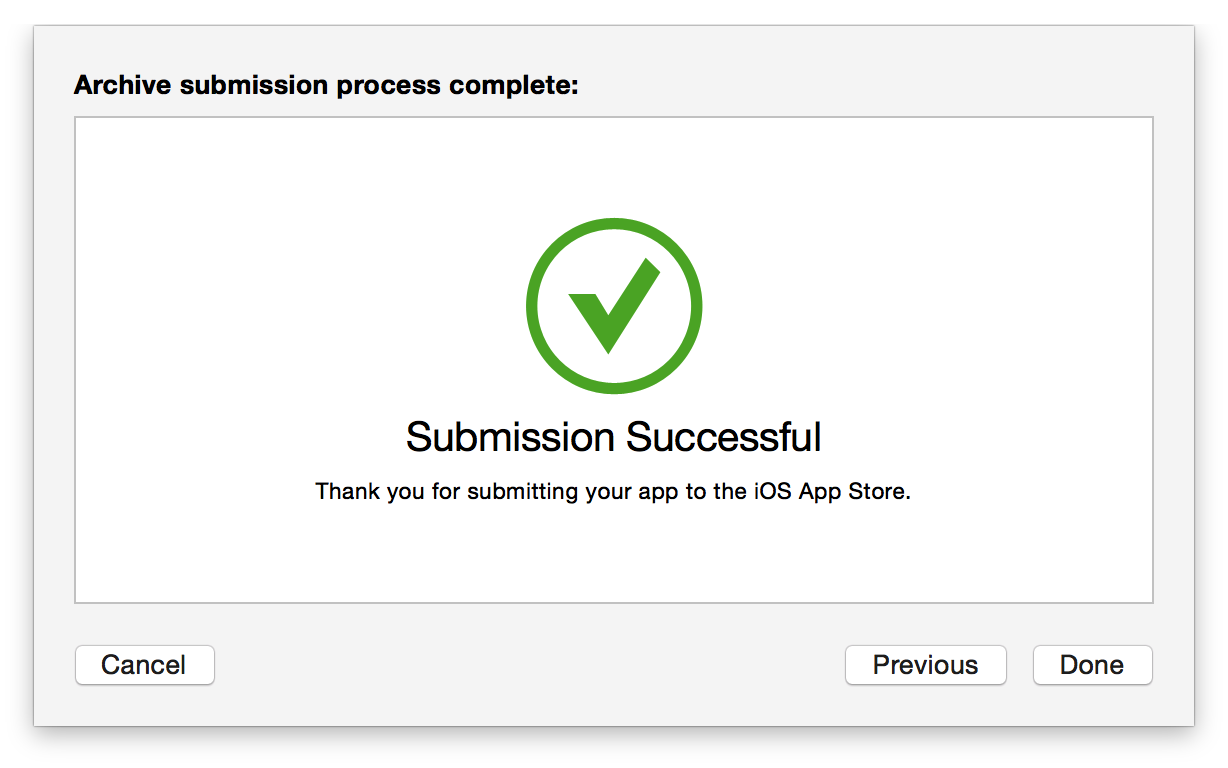 Archive submission process complete:
Submission Successful
Thank you for submitting your app to the iOS App Store.
Cancel
Previous
Done